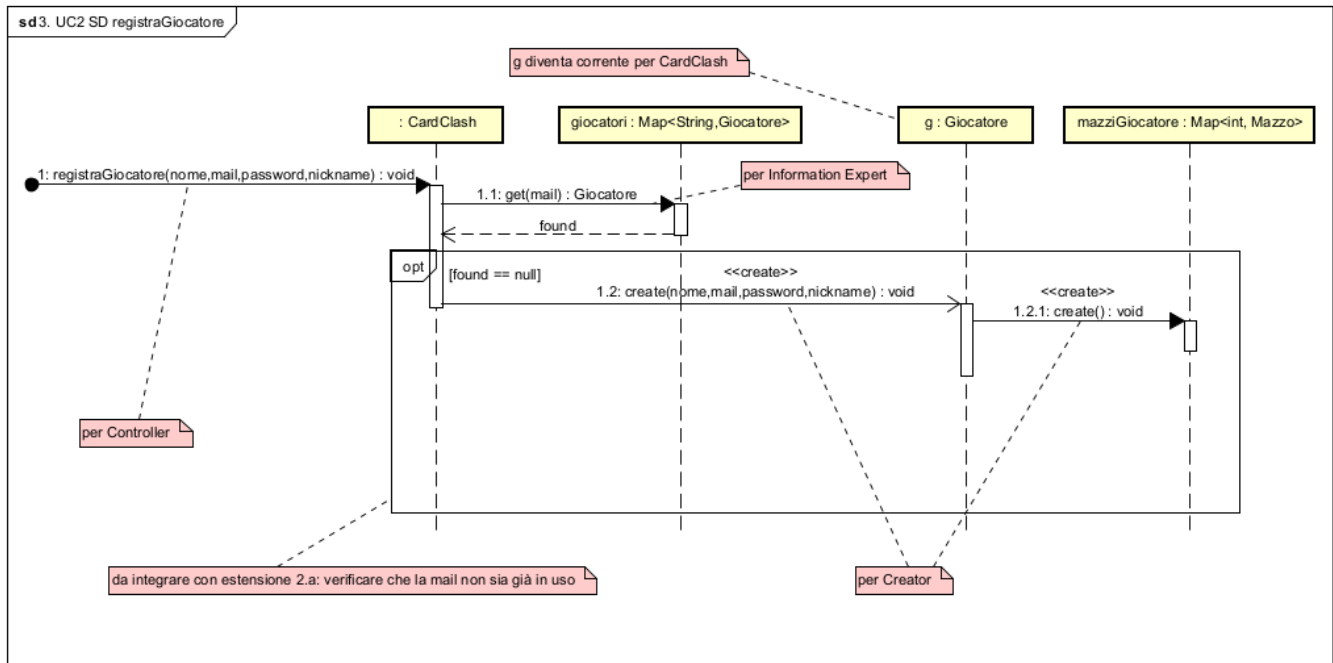 sd 3. UC2 SD registraGiocatore
g diventa corrente per CardClash
: CardClash
giocatori : Map<String,Giocatore>
g : Giocatore
mazziGiocatore : Map<int, Mazzo>
1: registraGiocatore(nome,mail,password,nickname) : void
per Information Expert
1.1: get(mail) : Giocatore
found
opt
[found == null]
<<create>>
1.2: create(nome,mail,password,nickname) : void
<<create>>
1.2.1: create() : void
per Controller
da integrare con estensione 2.a: verificare che la mail non sia già in uso
per Creator